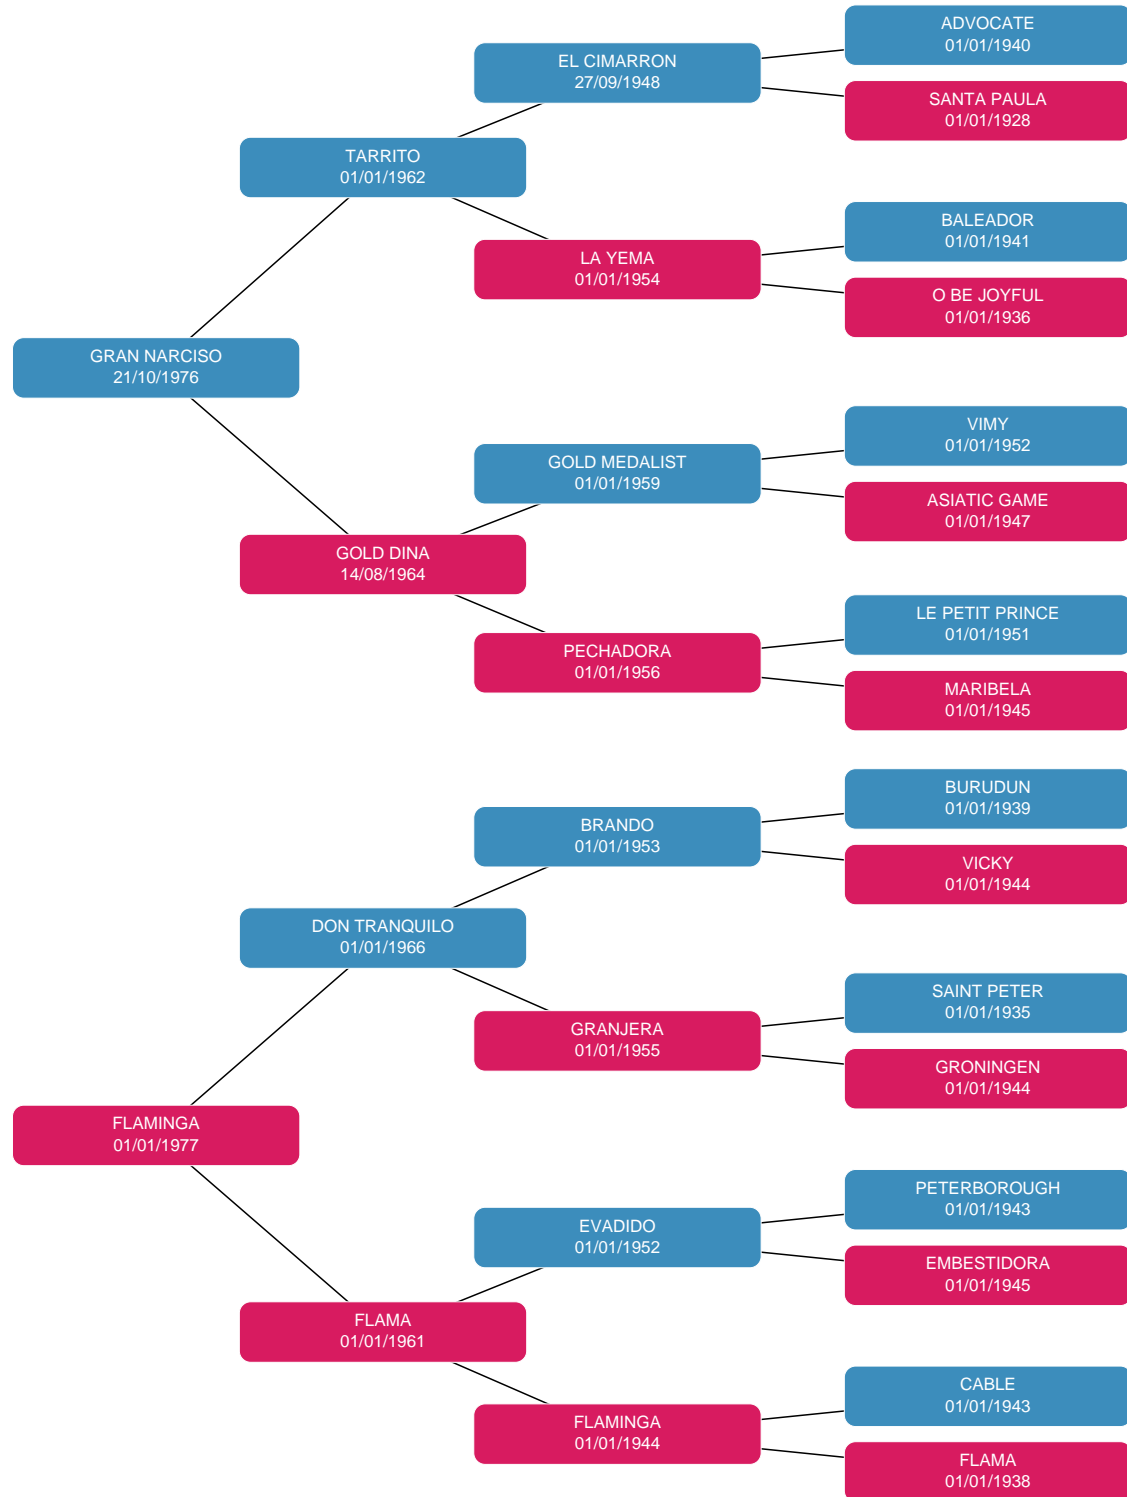 ADVOCATE
01/01/1940
EL CIMARRON
27/09/1948
SANTA PAULA
01/01/1928
TARRITO
01/01/1962
BALEADOR
01/01/1941
LA YEMA
01/01/1954
O BE JOYFUL
01/01/1936
GRAN NARCISO
21/10/1976
VIMY
01/01/1952
GOLD MEDALIST
01/01/1959
ASIATIC GAME
01/01/1947
GOLD DINA
14/08/1964
LE PETIT PRINCE
01/01/1951
PECHADORA
01/01/1956
MARIBELA
01/01/1945
BURUDUN
01/01/1939
BRANDO
01/01/1953
VICKY
01/01/1944
DON TRANQUILO
01/01/1966
SAINT PETER
01/01/1935
GRANJERA
01/01/1955
GRONINGEN
01/01/1944
FLAMINGA
01/01/1977
PETERBOROUGH
01/01/1943
EVADIDO
01/01/1952
EMBESTIDORA
01/01/1945
FLAMA
01/01/1961
CABLE
01/01/1943
FLAMINGA
01/01/1944
FLAMA
01/01/1938